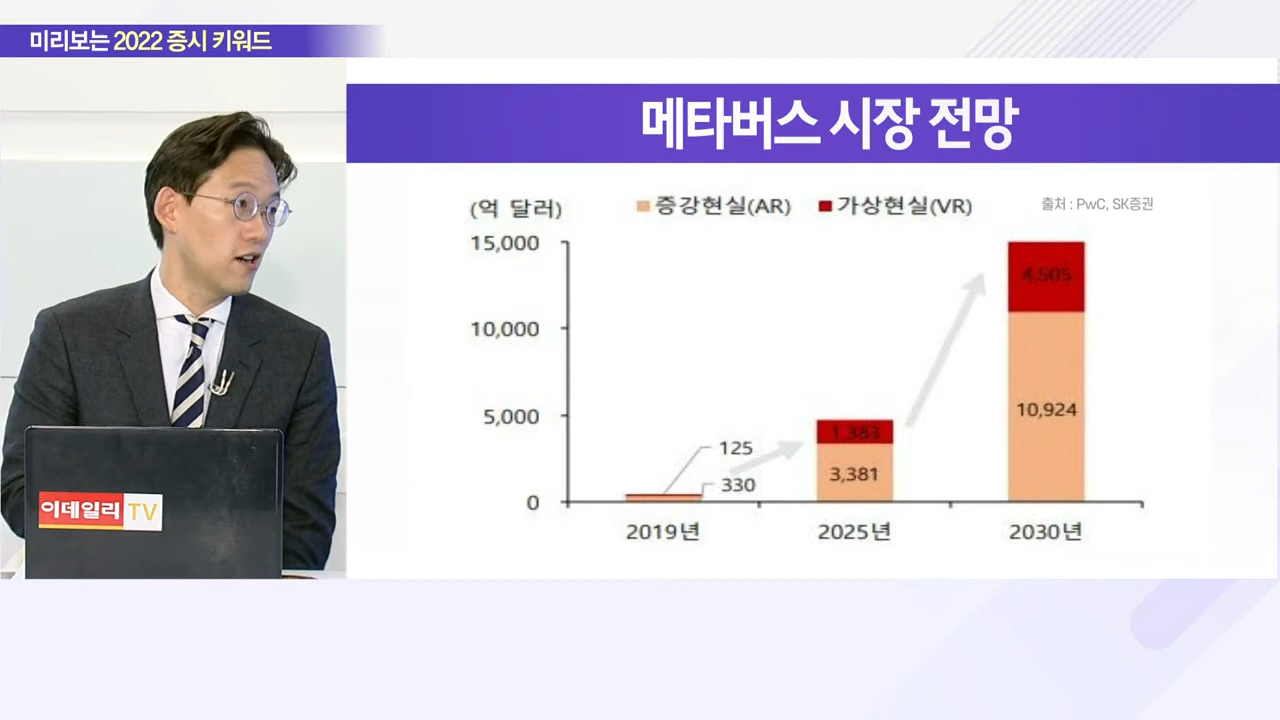 미리보는 2022 증시 키워드
메타버스 시장 전망
(억 달러)
증강현실(AR)
가상현실(VR)
출처 : PwC, SK증권
15,000
10,000
5,000
0
125
330
1,383
3,381
4,505
10,924
2019년
2025년
2030년
이데일리TV